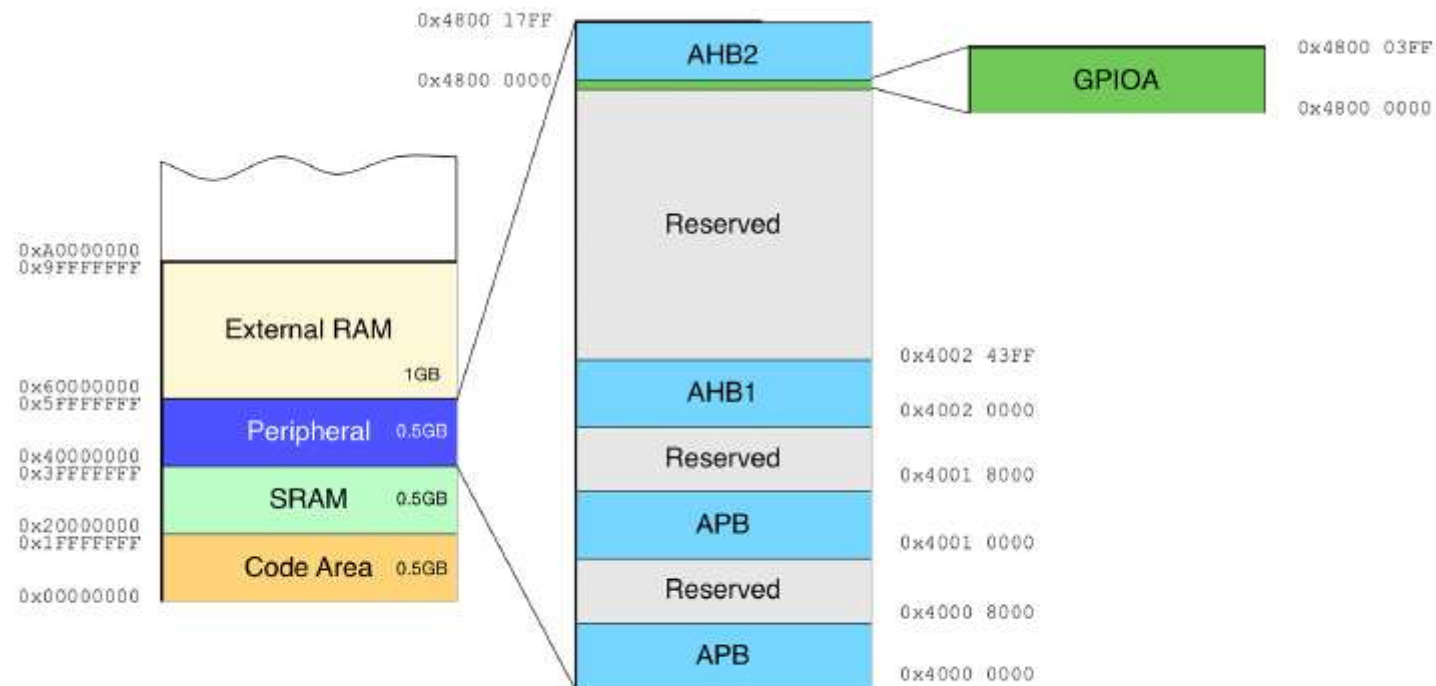 0x4800 17FF
AHB2
0x4800 0000
GPIOA
0x4800 03FF
0x4800 0000
Reserved
0xA0000000
0x9FFFFFFF
External RAM
1GB
0x60000000
0x5FFFFFFF
Peripheral 0.5GB
0x40000000
0x3FFFFFFF
SRAM 0.5GB
0x20000000
0x1FFFFFFF
Code Area 0.5GB
0x00000000
0x4002 43FF
AHB1
0x4002 0000
Reserved
0x4001 8000
APB
0x4001 0000
Reserved
0x4000 8000
APB
0x4000 0000